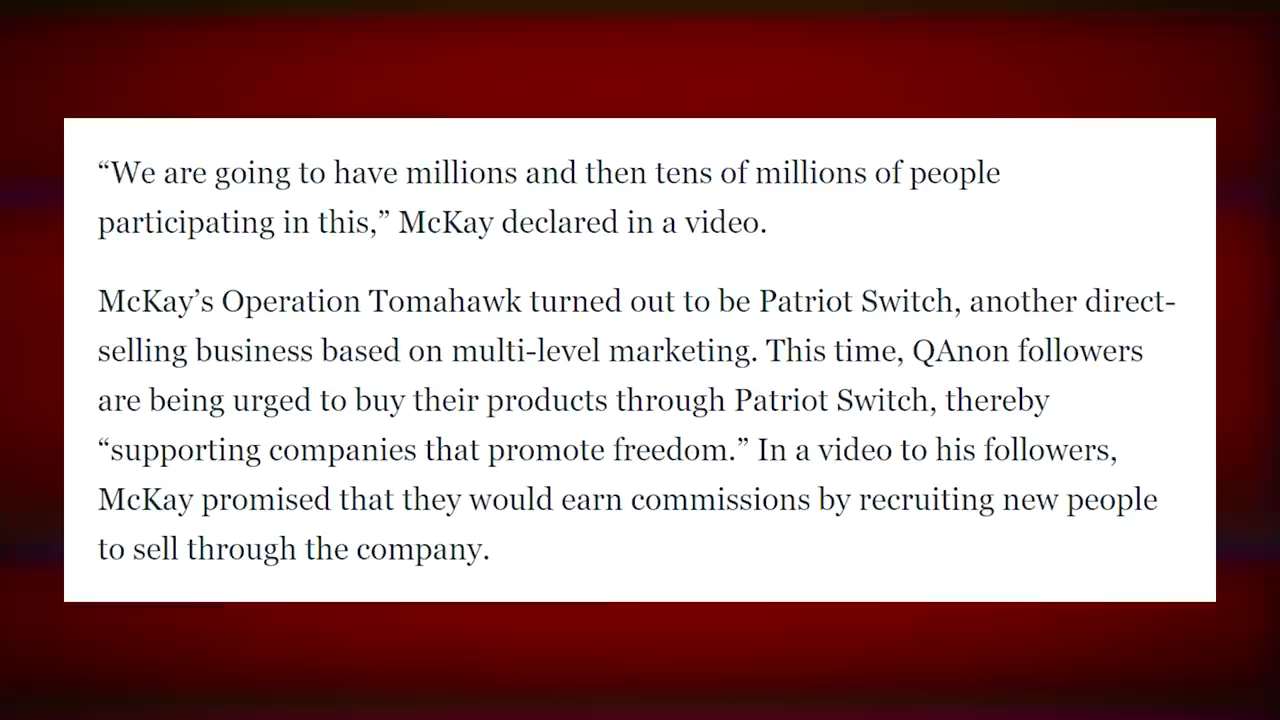 “We are going to have millions and then tens of millions of people
participating in this,” McKay declared in a video.
McKay’s Operation Tomahawk turned out to be Patriot Switch, another direct-
selling business based on multi-level marketing. This time, QAnon followers
are being urged to buy their products through Patriot Switch, thereby
“supporting companies that promote freedom.” In a video to his followers,
McKay promised that they would earn commissions by recruiting new people
to sell through the company.